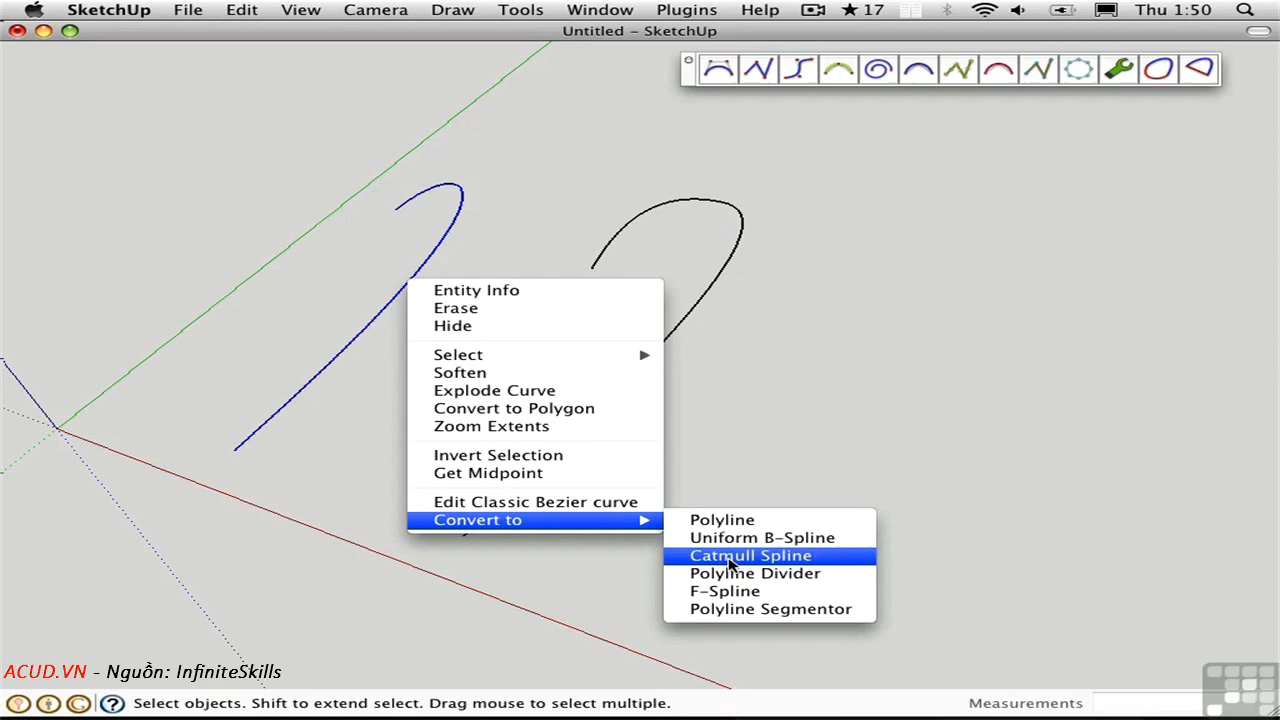 SketchUp File Edit View Camera Draw Tools Window Plugins Help ★ 17 Thu 1:50
Untitled – SketchUp
Entity Info
Erase
Hide
Select
Soften
Explode Curve
Convert to Polygon
Zoom Extents
Invert Selection
Get Midpoint
Edit Classic Bezier curve
Convert to
Polyline
Uniform B-Spline
Catmull Spline
Polyline Divider
F-Spline
Polyline Segmentor
ACUD.VN - Nguồn: InfiniteSkills
Select objects. Shift to extend select. Drag mouse to select multiple. Measurements